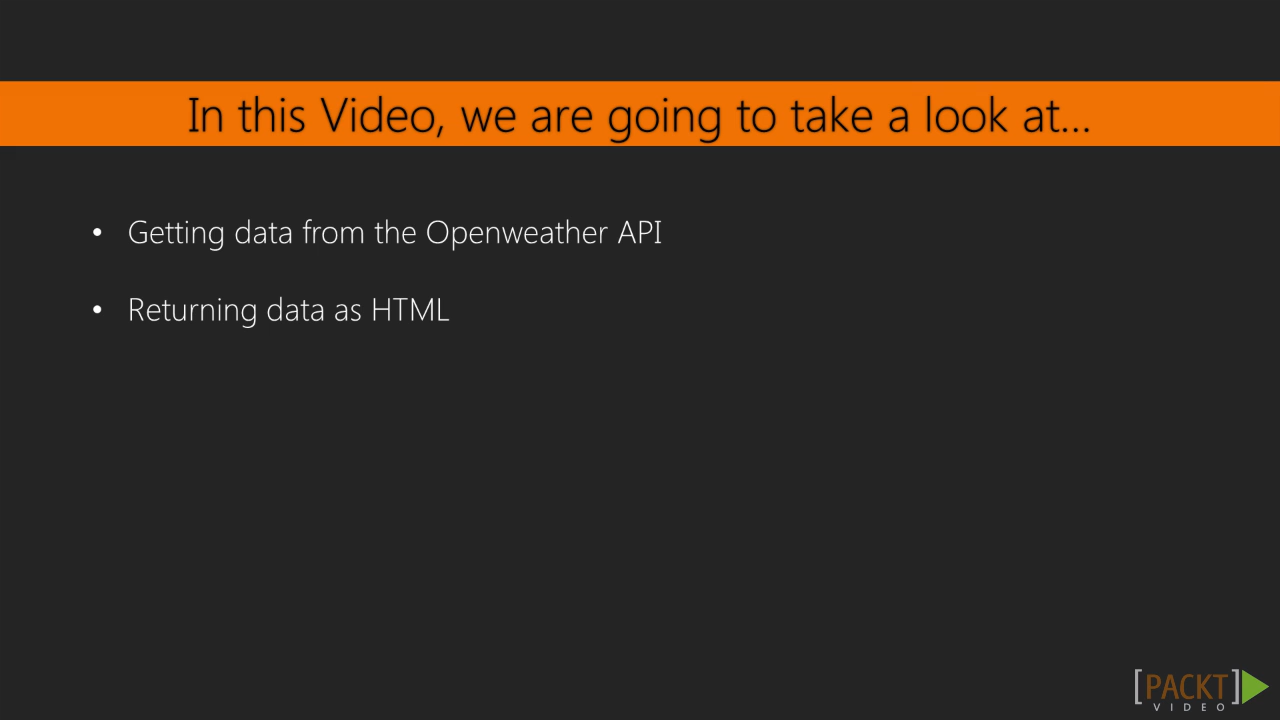 In this Video, we are going to take a look at...
• Getting data from the Openweather API
• Returning data as HTML
[PACKT]
VIDEO